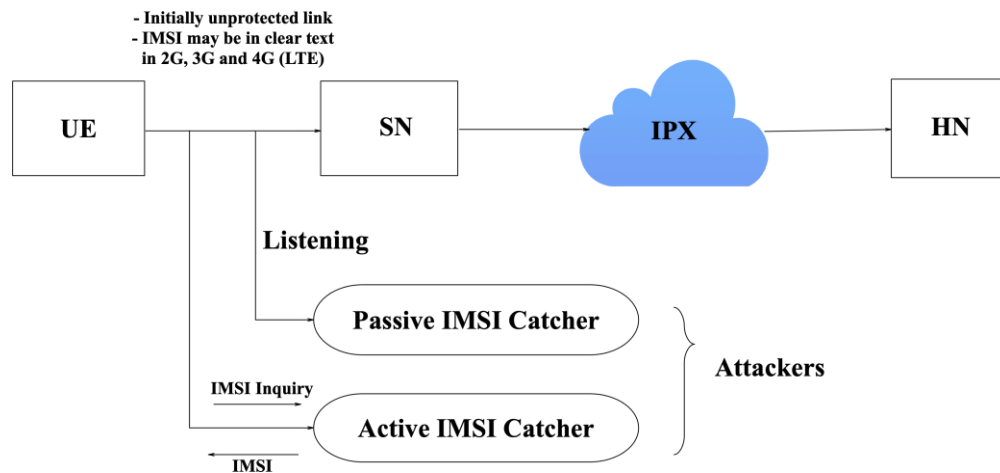 - Initially unprotected link
- IMSI may be in clear text
in 2G, 3G and 4G (LTE)
UE
SN
IPX
HN
Listening
Passive IMSI Catcher
Attackers
IMSI Inquiry
Active IMSI Catcher
IMSI